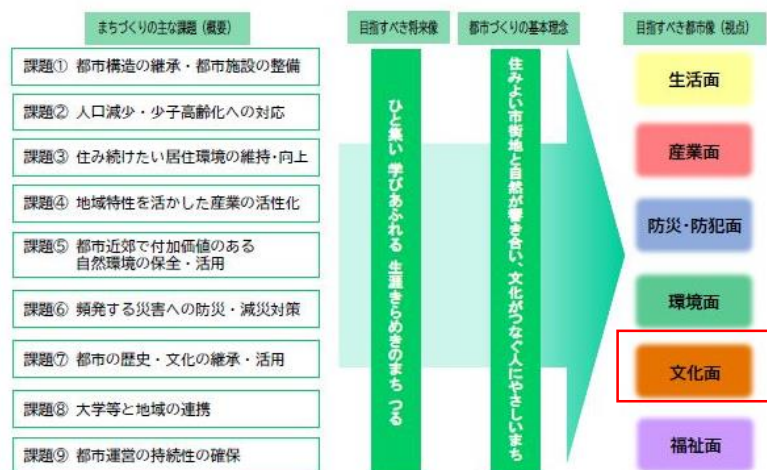 まちづくりの主な課題（概要）
目指すべき将来像
都市づくりの基本理念
目指すべき都市像（視点）
課題① 都市構造の継承・都市施設の整備
課題② 人口減少・少子高齢化への対応
課題③ 住み続けたい居住環境の維持・向上
課題④ 地域特性を活かした産業の活性化
課題⑤ 都市近郊で付加価値のある
自然環境の保全・活用
課題⑥ 頻発する災害への防災・減災対策
課題⑦ 都市の歴史・文化の継承・活用
課題⑧ 大学等と地域の連携
課題⑨ 都市運営の持続性の確保
ひと集い 学びあふれる 生涯きらめきのまち つる
住みよい市街地と自然が響き合い、文化がつなぐ人にやさしいまち
生活面
産業面
防災・防犯面
環境面
文化面
福祉面